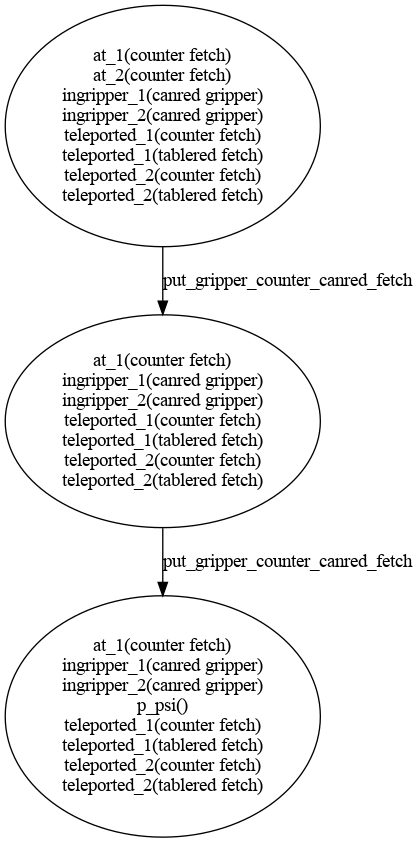 at_1(counter fetch)
at_2(counter fetch)
ingripper_1(canred gripper)
ingripper_2(canred gripper)
teleported_1(counter fetch)
teleported_1(tablered fetch)
teleported_2(counter fetch)
teleported_2(tablered fetch)
put_gripper_counter_canred_fetch
at_1(counter fetch)
ingripper_1(canred gripper)
ingripper_2(canred gripper)
teleported_1(counter fetch)
teleported_1(tablered fetch)
teleported_2(counter fetch)
teleported_2(tablered fetch)
put_gripper_counter_canred_fetch
at_1(counter fetch)
ingripper_1(canred gripper)
ingripper_2(canred gripper)
p_psi()
teleported_1(counter fetch)
teleported_1(tablered fetch)
teleported_2(counter fetch)
teleported_2(tablered fetch)